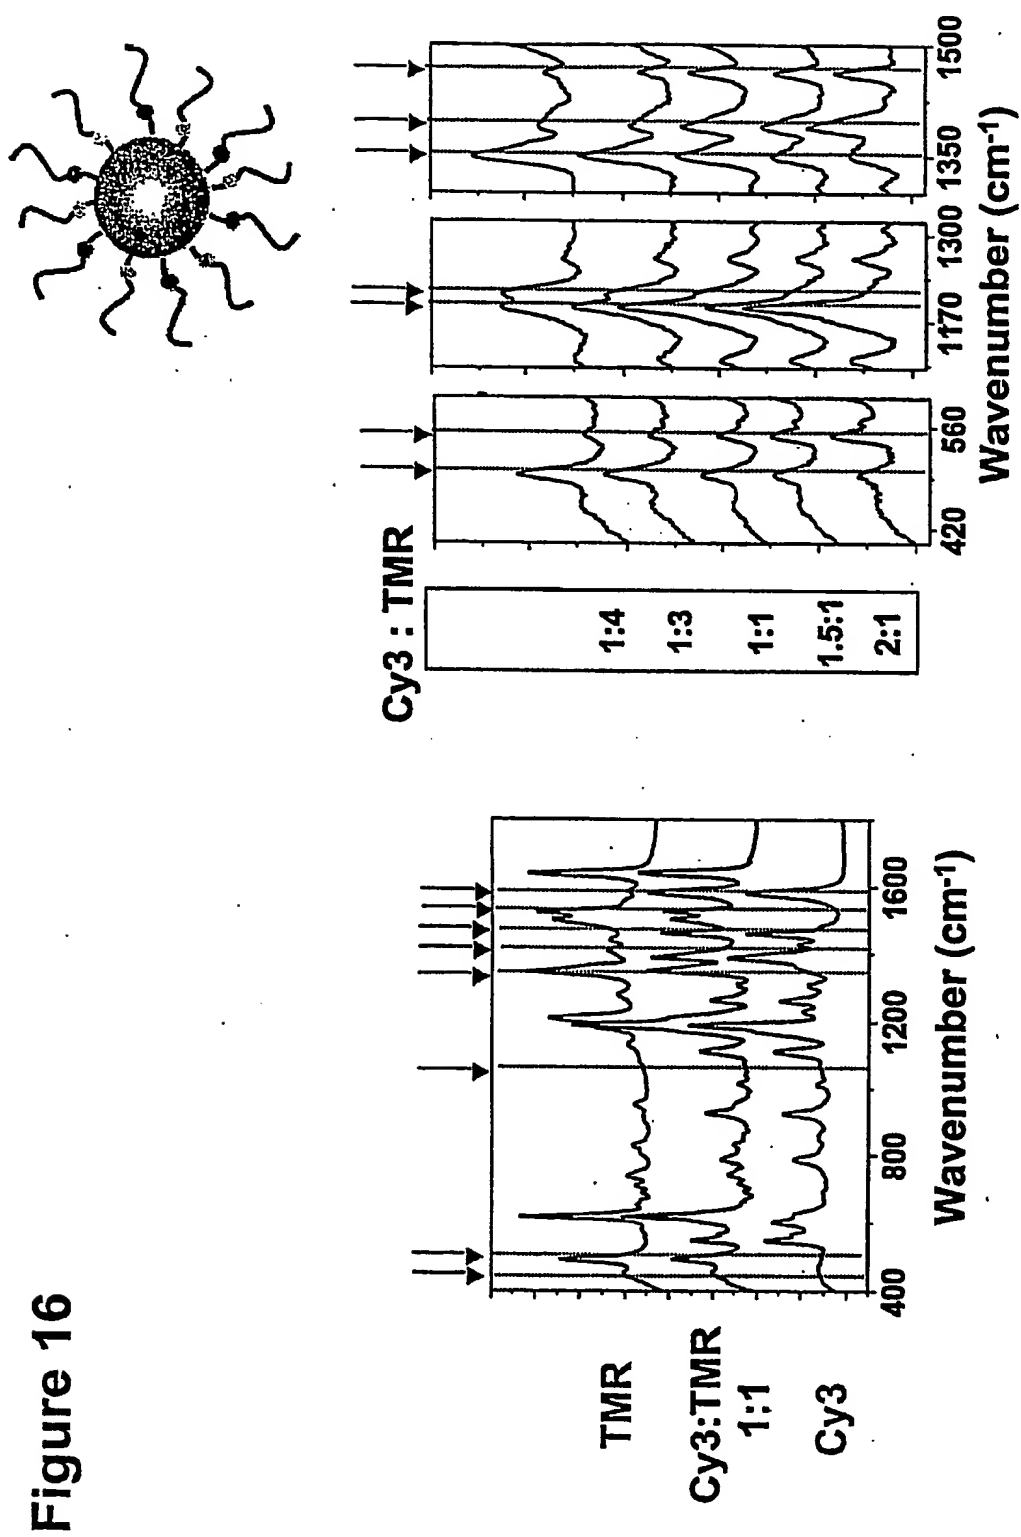 Figure 16
TMR
Cy3:TMR
1:1
Cy3
400
800
1200
1600
Wavenumber (cm-1)
Cy3 : TMR
1:4
1:3
1:1
1.5:1
2:1
420
560
1170
1300
1350
1500
Wavenumber (cm-1)